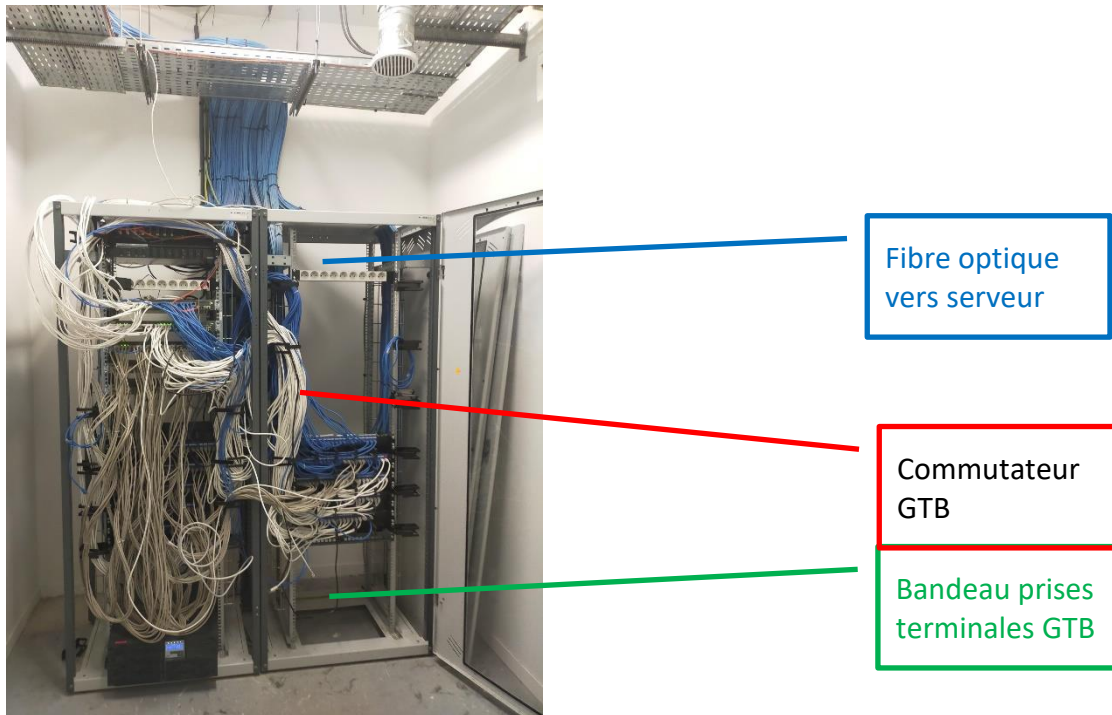 Fibre optique
vers serveur
Commutateur
GTB
Bandeau prises
terminales GTB